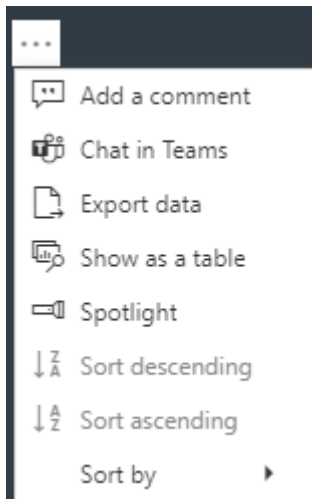 ...
Add a comment
Chat in Teams
Export data
Show as a table
Spotlight
Sort descending
Sort ascending
Sort by